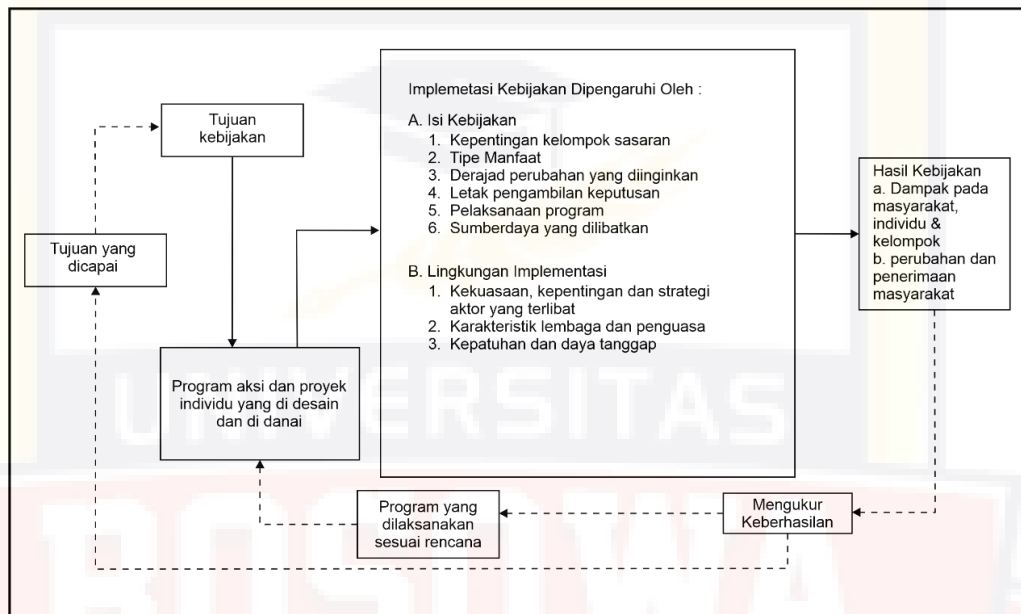 Tujuan
kebijakan
Tujuan yang
dicapai
Program aksi dan proyek
individu yang di desain
dan di danai
Implemetasi Kebijakan Dipengaruhi Oleh :
A. Isi Kebijakan
1. Kepentingan kelompok sasaran
2. Tipe Manfaat
3. Derajad perubahan yang diinginkan
4. Letak pengambilan keputusan
5. Pelaksanaan program
6. Sumberdaya yang dilibatkan
B. Lingkungan Implementasi
1. Kekuasaan, kepentingan dan strategi
aktor yang terlibat
2. Karakteristik lembaga dan penguasa
3. Kepatuhan dan daya tanggap
Hasil Kebijakan
a. Dampak pada
masyarakat,
individu &
kelompok
b. perubahan dan
penerimaan
masyarakat
Program yang
dilaksanakan
sesuai rencana
Mengukur
Keberhasilan
UNIVERSITAS
BOSOWA